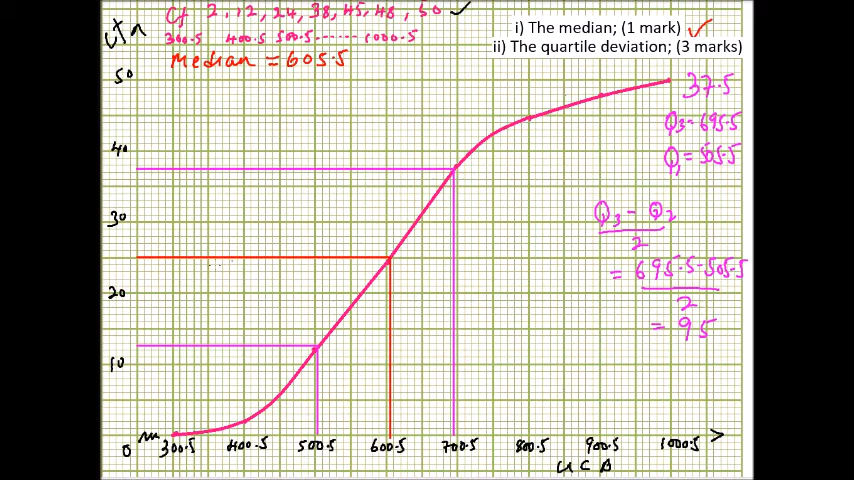 Cf 2, 12, 24, 38, 45, 48, 50
300.5 400.5 500.5 ...... 1000.5
Median = 605.5
i) The median; (1 mark)
ii) The quartile deviation; (3 marks)
50
37.5
Q3 = 695.5
40
Q1 = 505.5
30
Q3 - Q2
2
= 695.5 - 505.5
20
2
= 95
10
0 300.5 400.5 500.5 600.5 700.5 800.5 900.5 1000.5
UCB